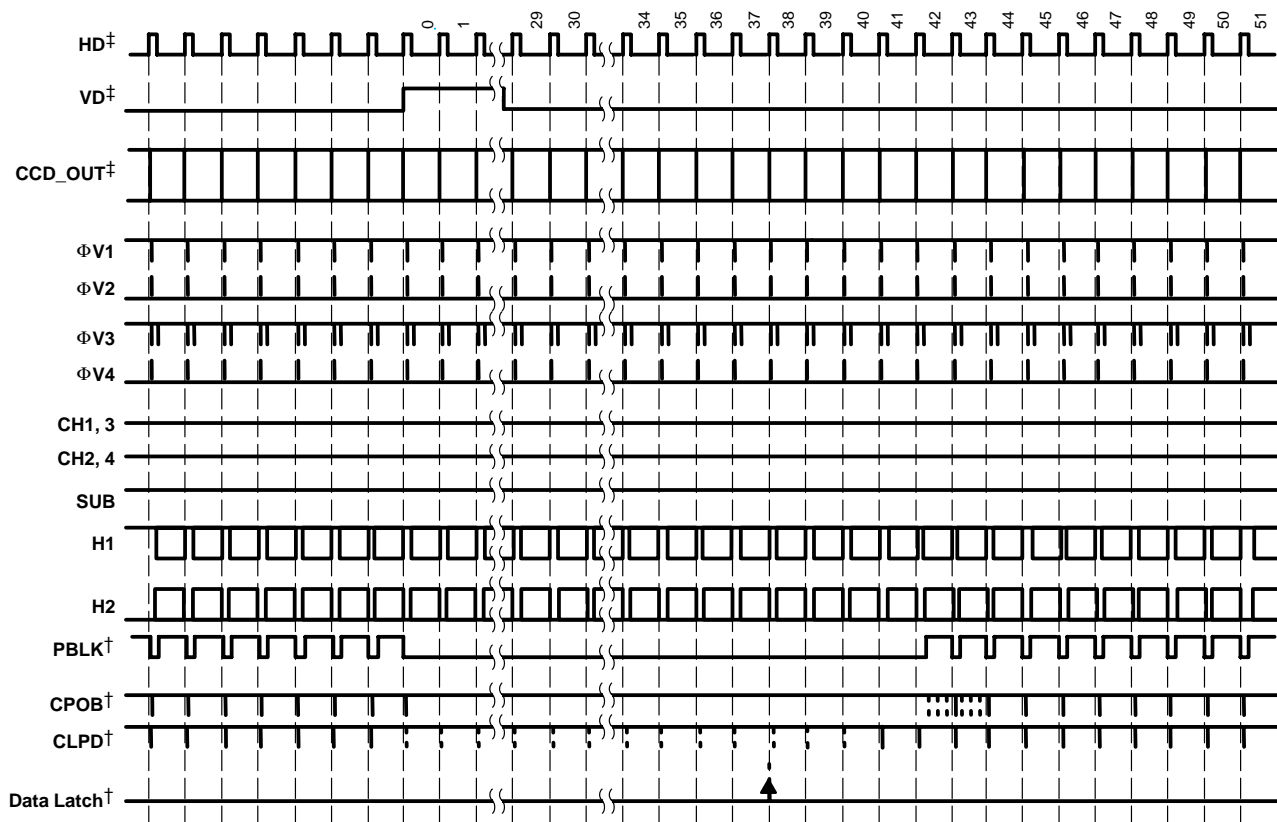 0 1 29 30 34 35 36 37 38 39 40 41 42 43 44 45 46 47 48 49 50 51
HD‡
VD‡
CCD_OUT‡
ΦV1
ΦV2
ΦV3
ΦV4
CH1, 3
CH2, 4
SUB
H1
H2
PBLK†
CPOB†
CLPD†
Data Latch†